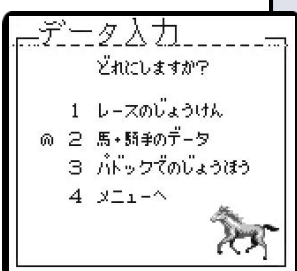 データ入力
どれにしますか?
1 レースのじょうけん
@ 2 馬・騎手のデータ
3 パドックでのじょうほう
4 メニューへ